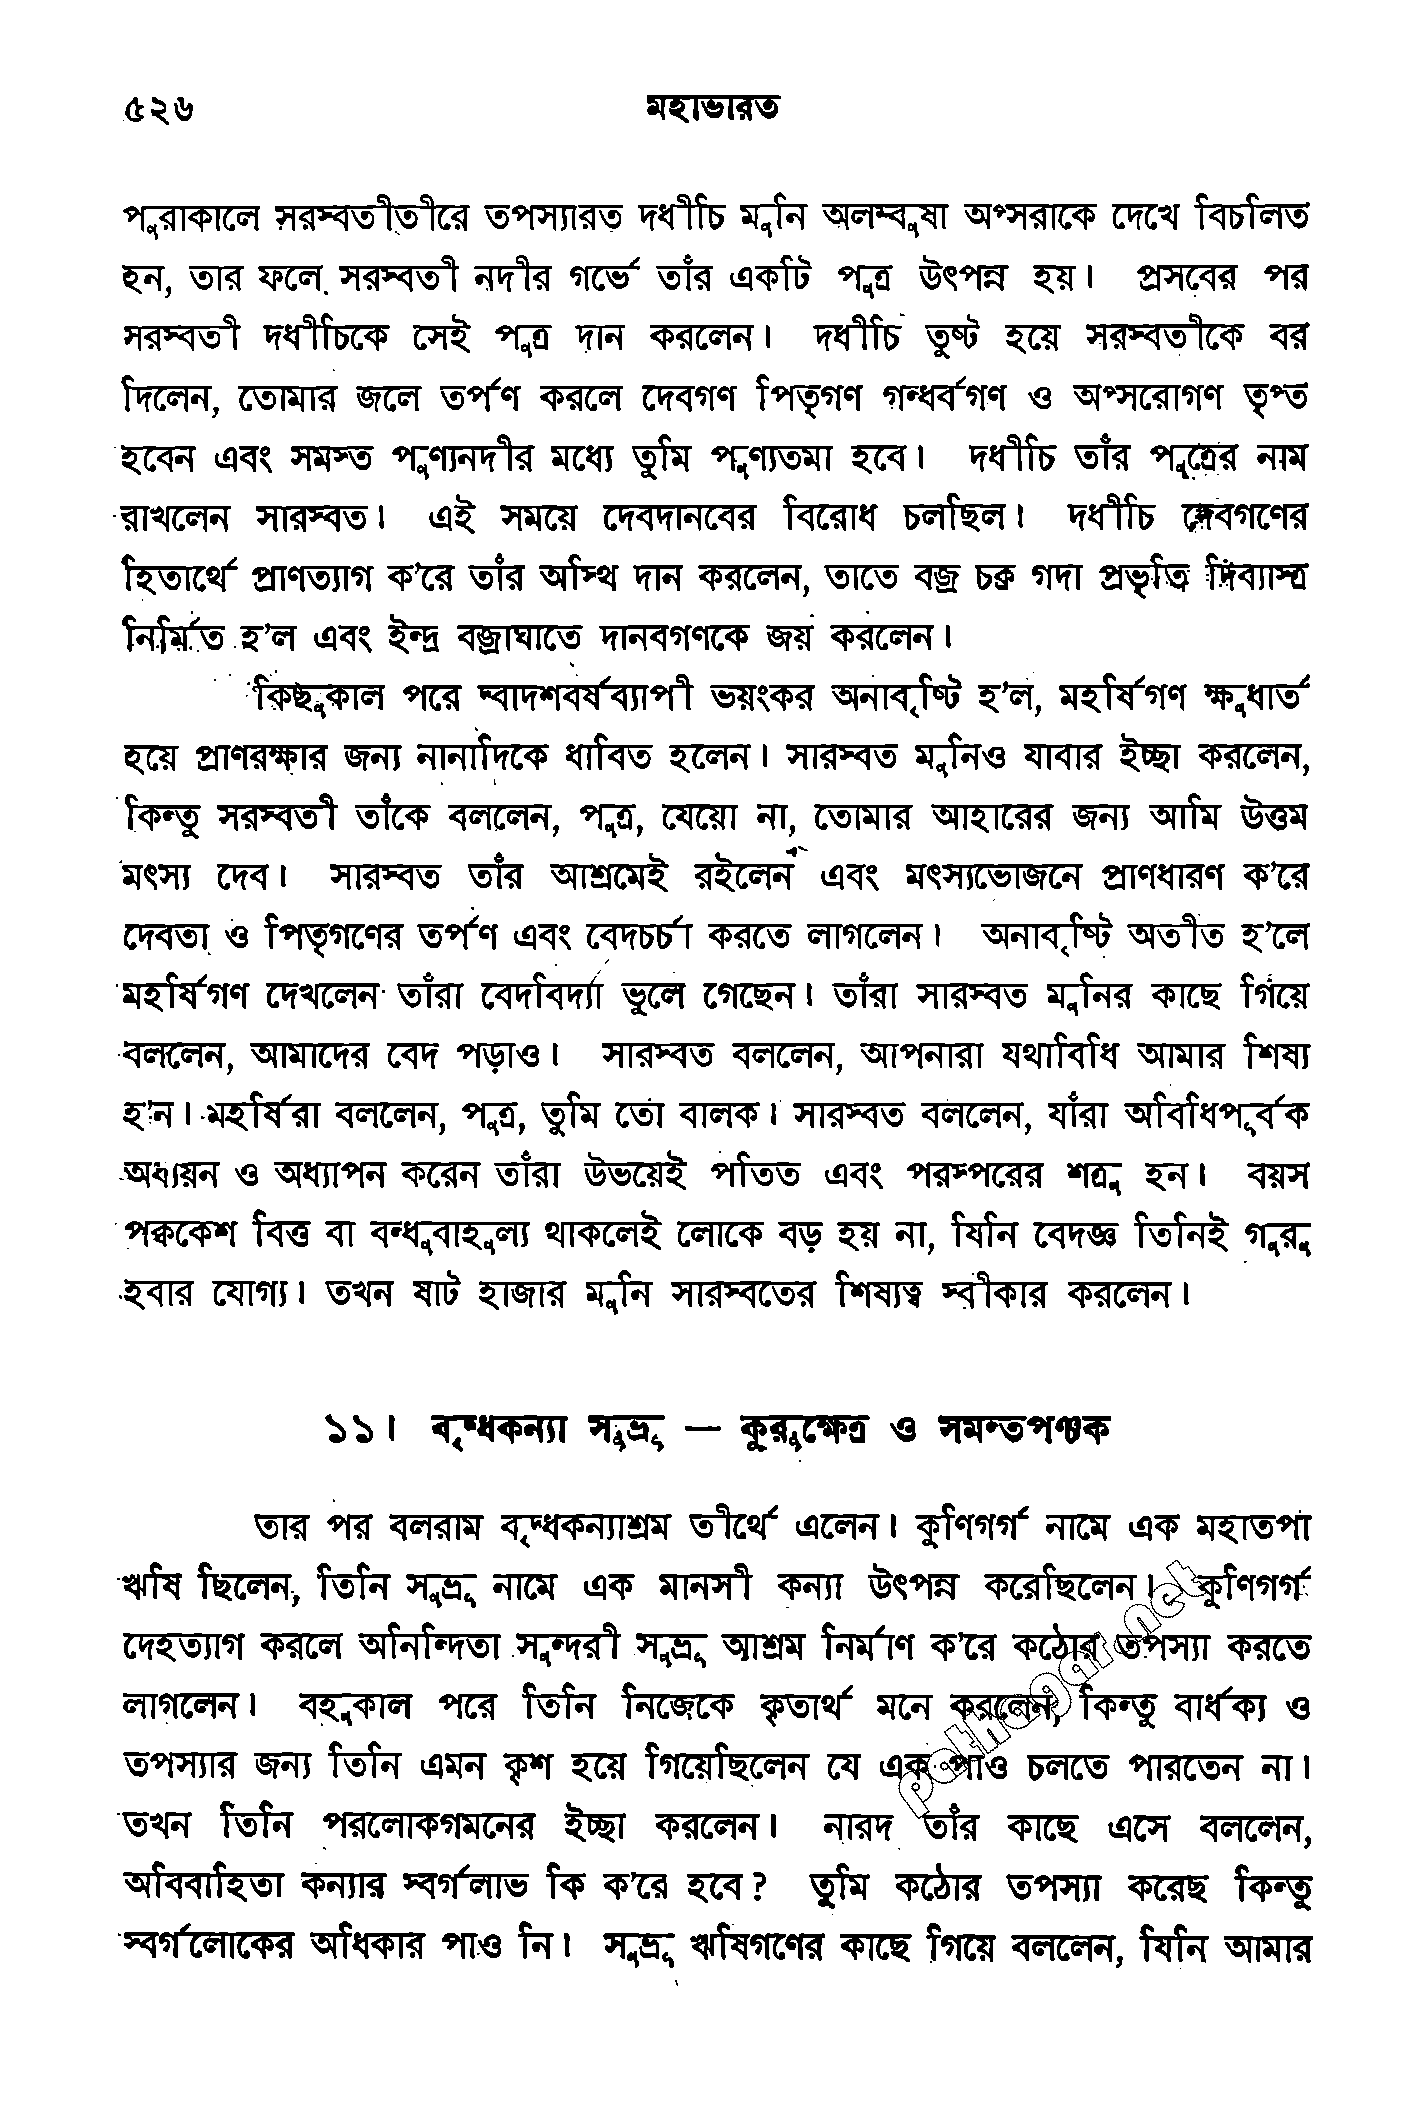 ৫২৬ মহাভারত
পুরাকালে সরস্বতীতীরে তপস্যারত দধীচি মুনি অলম্বুষা অপ্সরাকে দেখে বিচলিত
হন, তার ফলে সরস্বতী নদীর গর্ভে তাঁর একটি পুত্র উৎপন্ন হয়। প্রসবের পর
সরস্বতী দধীচিকে সেই পুত্র দান করলেন। দধীচি তুষ্ট হয়ে সরস্বতীকে বর
দিলেন, তোমার জলে তর্পণ করলে দেবগণ পিতৃগণ গন্ধর্বগণ ও অপ্সরোগণ তৃপ্ত
হবেন এবং সমস্ত পুণ্যনদীর মধ্যে তুমি পুণ্যতমা হবে। দধীচি তাঁর পুত্রের নাম
রাখলেন সারস্বত। এই সময়ে দেবদানবের বিরোধ চলছিল। দধীচি দেবগণের
হিতার্থে প্রাণত্যাগ ক'রে তাঁর অস্থি দান করলেন, তাতে বজ্র চক্র গদা প্রভৃতি দিব্যাস্ত্র
নির্মিত হ'ল এবং ইন্দ্র বজ্রাঘাতে দানবগণকে জয় করলেন।
কিছুকাল পরে দ্বাদশবর্ষব্যাপী ভয়ংকর অনাবৃষ্টি হ'ল, মহর্ষিগণ ক্ষুধার্ত
হয়ে প্রাণরক্ষার জন্য নানাদিকে ধাবিত হলেন। সারস্বত মুনিও যাবার ইচ্ছা করলেন,
কিন্তু সরস্বতী তাঁকে বললেন, পুত্র, যেয়ো না, তোমার আহারের জন্য আমি উত্তম
মৎস্য দেব। সারস্বত তাঁর আশ্রমেই রইলেন এবং মৎস্যভোজনে প্রাণধারণ ক'রে
দেবতা ও পিতৃগণের তর্পণ এবং বেদচর্চা করতে লাগলেন। অনাবৃষ্টি অতীত হ'লে
মহর্ষিগণ দেখলেন তাঁরা বেদবিদ্যা ভুলে গেছেন। তাঁরা সারস্বত মুনির কাছে গিয়ে
বললেন, আমাদের বেদ পড়াও। সারস্বত বললেন, আপনারা যথাবিধি আমার শিষ্য
হ'ন। মহর্ষিরা বললেন, পুত্র, তুমি তো বালক। সারস্বত বললেন, যাঁরা অবিধিপূর্বক
অধ্যয়ন ও অধ্যাপন করেন তাঁরা উভয়েই পতিত এবং পরস্পরের শত্রু হন। বয়স
পক্ককেশ বিত্ত বা বন্ধুবাহুল্য থাকলেই লোকে বড় হয় না, যিনি বেদজ্ঞ তিনিই গুরু
হবার যোগ্য। তখন ষাট হাজার মুনি সারস্বতের শিষ্যত্ব স্বীকার করলেন।
১১। বৃদ্ধকন্যা সুভ্রূ — কুরুক্ষেত্র ও সমন্তপঞ্চক
তার পর বলরাম বৃদ্ধকন্যাশ্রম তীর্থে এলেন। কুণিগর্গ নামে এক মহাতপা
ঋষি ছিলেন, তিনি সুভ্রূ নামে এক মানসী কন্যা উৎপন্ন করেছিলেন। কুণিগর্গ
দেহত্যাগ করলে অনিন্দিতা সুন্দরী সুভ্রূ আশ্রম নির্মাণ ক'রে কঠোর তপস্যা করতে
লাগলেন। বহুকাল পরে তিনি নিজেকে কৃতার্থ মনে করলেন, কিন্তু বার্ধক্য ও
তপস্যার জন্য তিনি এমন কৃশ হয়ে গিয়েছিলেন যে এক পাও চলতে পারতেন না।
তখন তিনি পরলোকগমনের ইচ্ছা করলেন। নারদ তাঁর কাছে এসে বললেন,
অবিবাহিতা কন্যার স্বর্গলাভ কি ক'রে হবে? তুমি কঠোর তপস্যা করেছ কিন্তু
স্বর্গলোকের অধিকার পাও নি। সুভ্রূ ঋষিগণের কাছে গিয়ে বললেন, যিনি আমার
pathagar.net